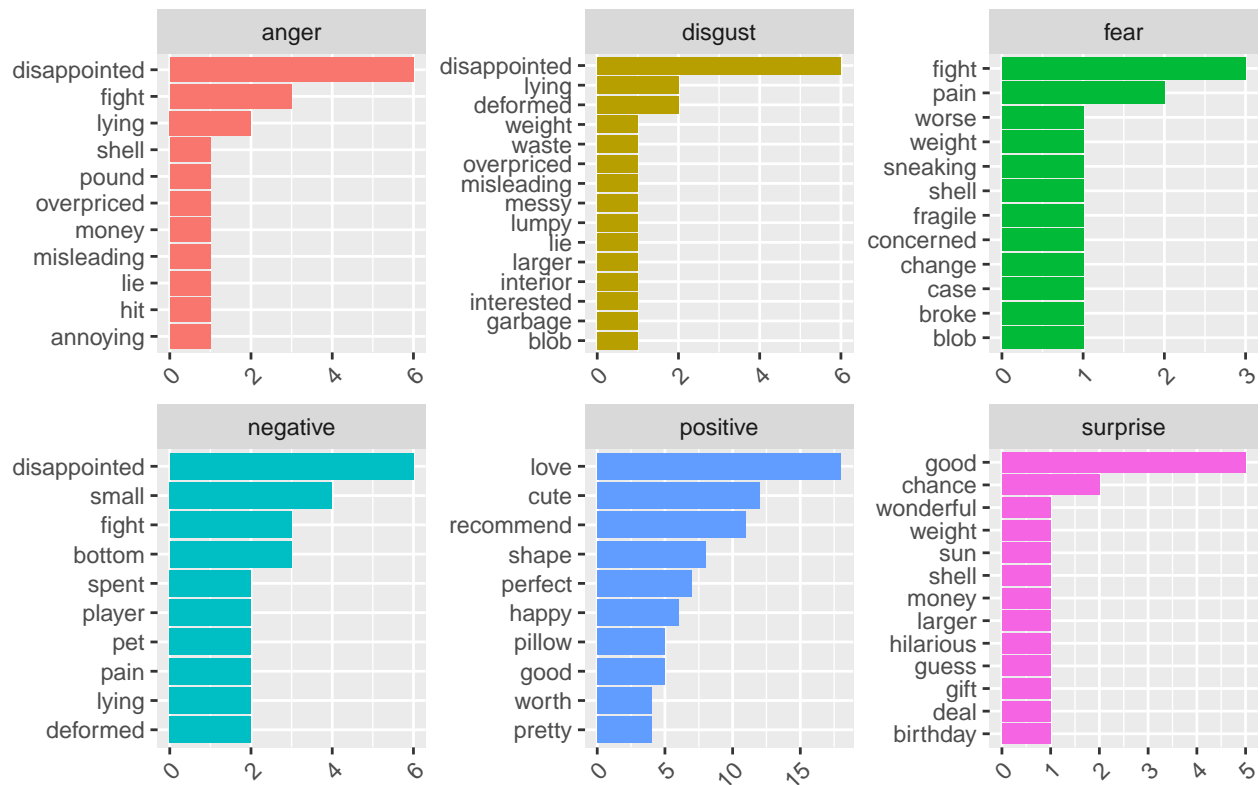 anger
disappointed
fight
lying
shell
pound
overpriced
money
misleading
lie
hit
annoying
0 2 4 6
disgust
disappointed
lying
deformed
weight
waste
overpriced
misleading
messy
lumpy
lie
larger
interior
interested
garbage
blob
0 2 4 6
fear
fight
pain
worse
weight
sneaking
shell
fragile
concerned
change
case
broke
blob
0 1 2 3
negative
disappointed
small
fight
bottom
spent
player
pet
pain
lying
deformed
0 2 4 6
positive
love
cute
recommend
shape
perfect
happy
pillow
good
worth
pretty
0 5 10 15
surprise
good
chance
wonderful
weight
sun
shell
money
larger
hilarious
guess
gift
deal
birthday
0 1 2 3 4 5